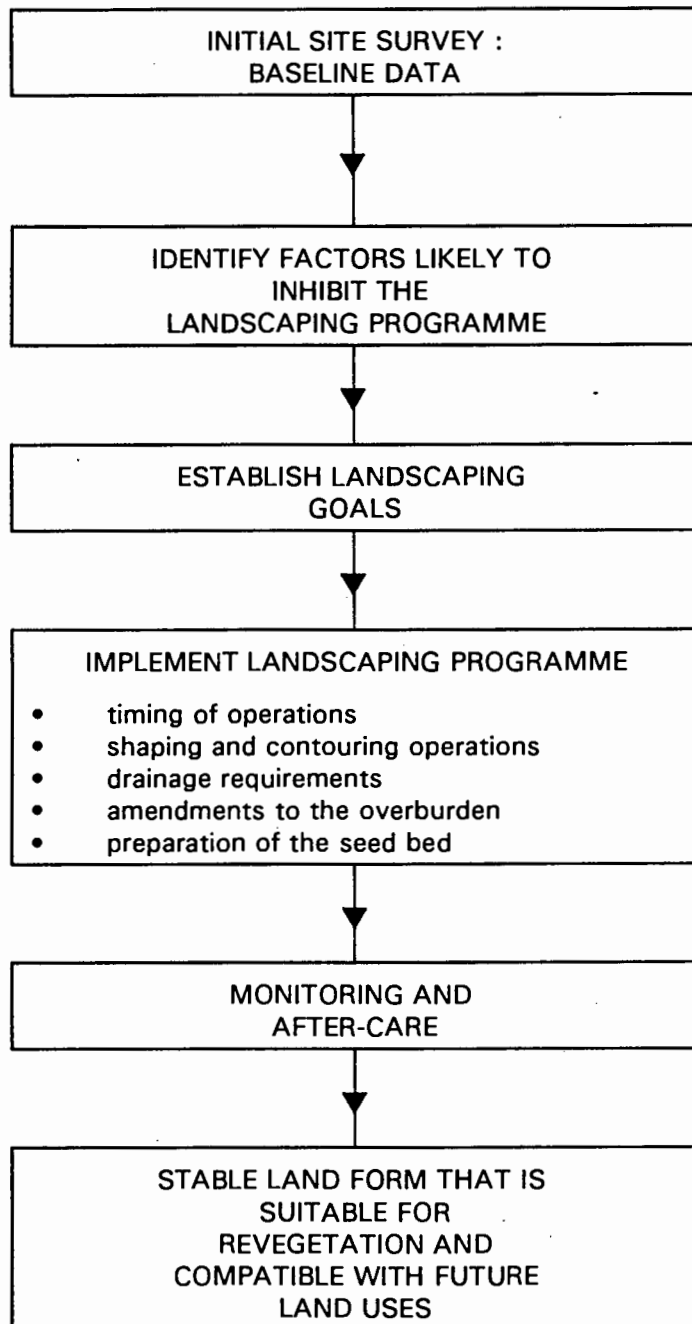 INITIAL SITE SURVEY :
BASELINE DATA
IDENTIFY FACTORS LIKELY TO
INHIBIT THE
LANDSCAPING PROGRAMME
ESTABLISH LANDSCAPING
GOALS
IMPLEMENT LANDSCAPING PROGRAMME
• timing of operations
• shaping and contouring operations
• drainage requirements
• amendments to the overburden
• preparation of the seed bed
MONITORING AND
AFTER-CARE
STABLE LAND FORM THAT IS
SUITABLE FOR
REVEGETATION AND
COMPATIBLE WITH FUTURE
LAND USES